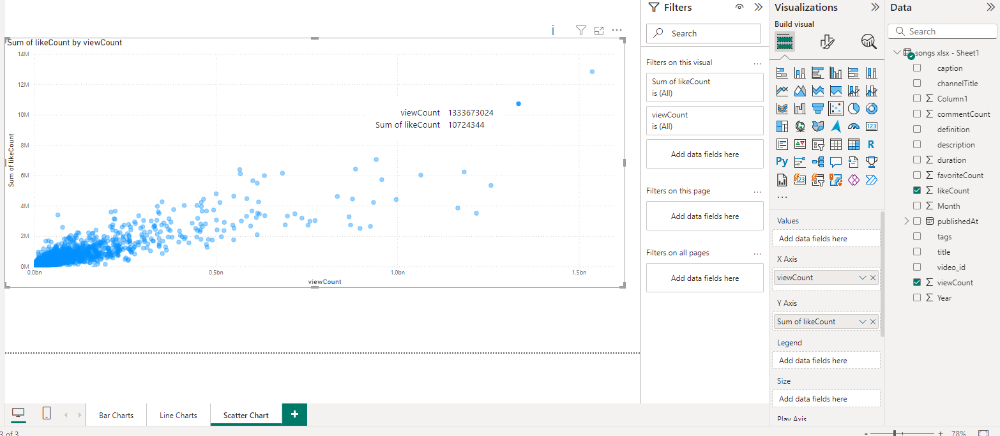 Sum of likeCount by viewCount
14M
12M
10M
8M
6M
4M
2M
0M
Sum of likeCount
0.0bn
0.5bn
1.0bn
1.5bn
viewCount
viewCount 1333673024
Sum of likeCount 10724344
Filters
Search
Filters on this visual
Sum of likeCount
is (All)
viewCount
is (All)
Add data fields here
Filters on this page
Add data fields here
Filters on all pages
Add data fields here
Visualizations
Build visual
123
R
Py
123
Values
Add data fields here
X Axis
viewCount
Y Axis
Sum of likeCount
Legend
Add data fields here
Size
Add data fields here
Play Axis
Data
Search
songs xlsx - Sheet1
caption
channelTitle
Column1
commentCount
definition
description
duration
favoriteCount
likeCount
Month
publishedAt
tags
title
video_id
viewCount
Year
Bar Charts
Line Charts
Scatter Chart
3 of 3
78%